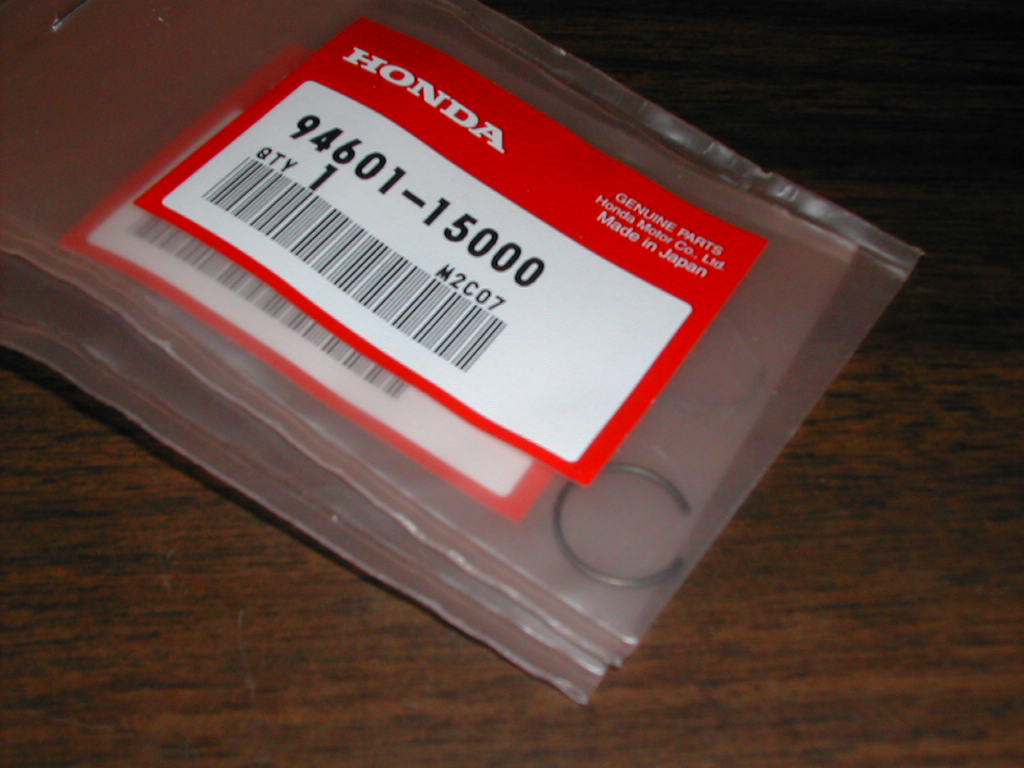 HONDA
94601-15000
QTY 1
M2C07
GENUINE PARTS
Honda Motor Co., Ltd.
Made in Japan